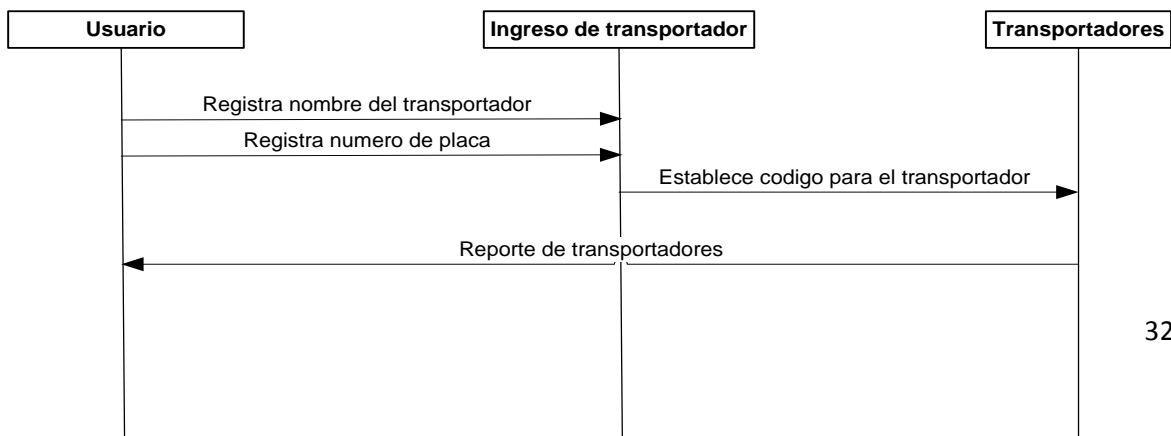 Usuario
Ingreso de transportador
Transportadores
Registra nombre del transportador
Registra numero de placa
Establece codigo para el transportador
Reporte de transportadores
32